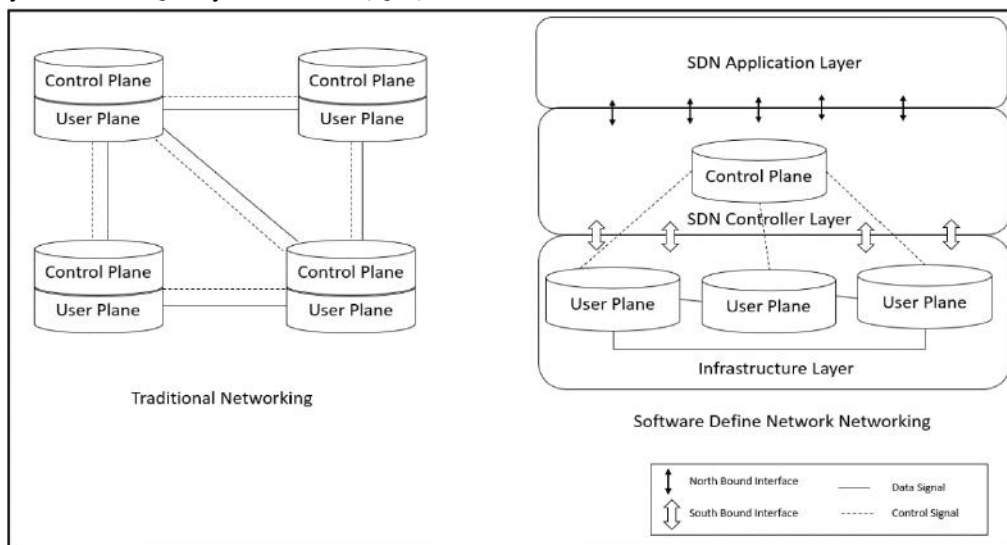 Control Plane
User Plane
Control Plane
User Plane
Control Plane
User Plane
Control Plane
User Plane
Traditional Networking
SDN Application Layer
Control Plane
SDN Controller Layer
User Plane
User Plane
User Plane
Infrastructure Layer
Software Define Network Networking
North Bound Interface
Data Signal
South Bound Interface
Control Signal